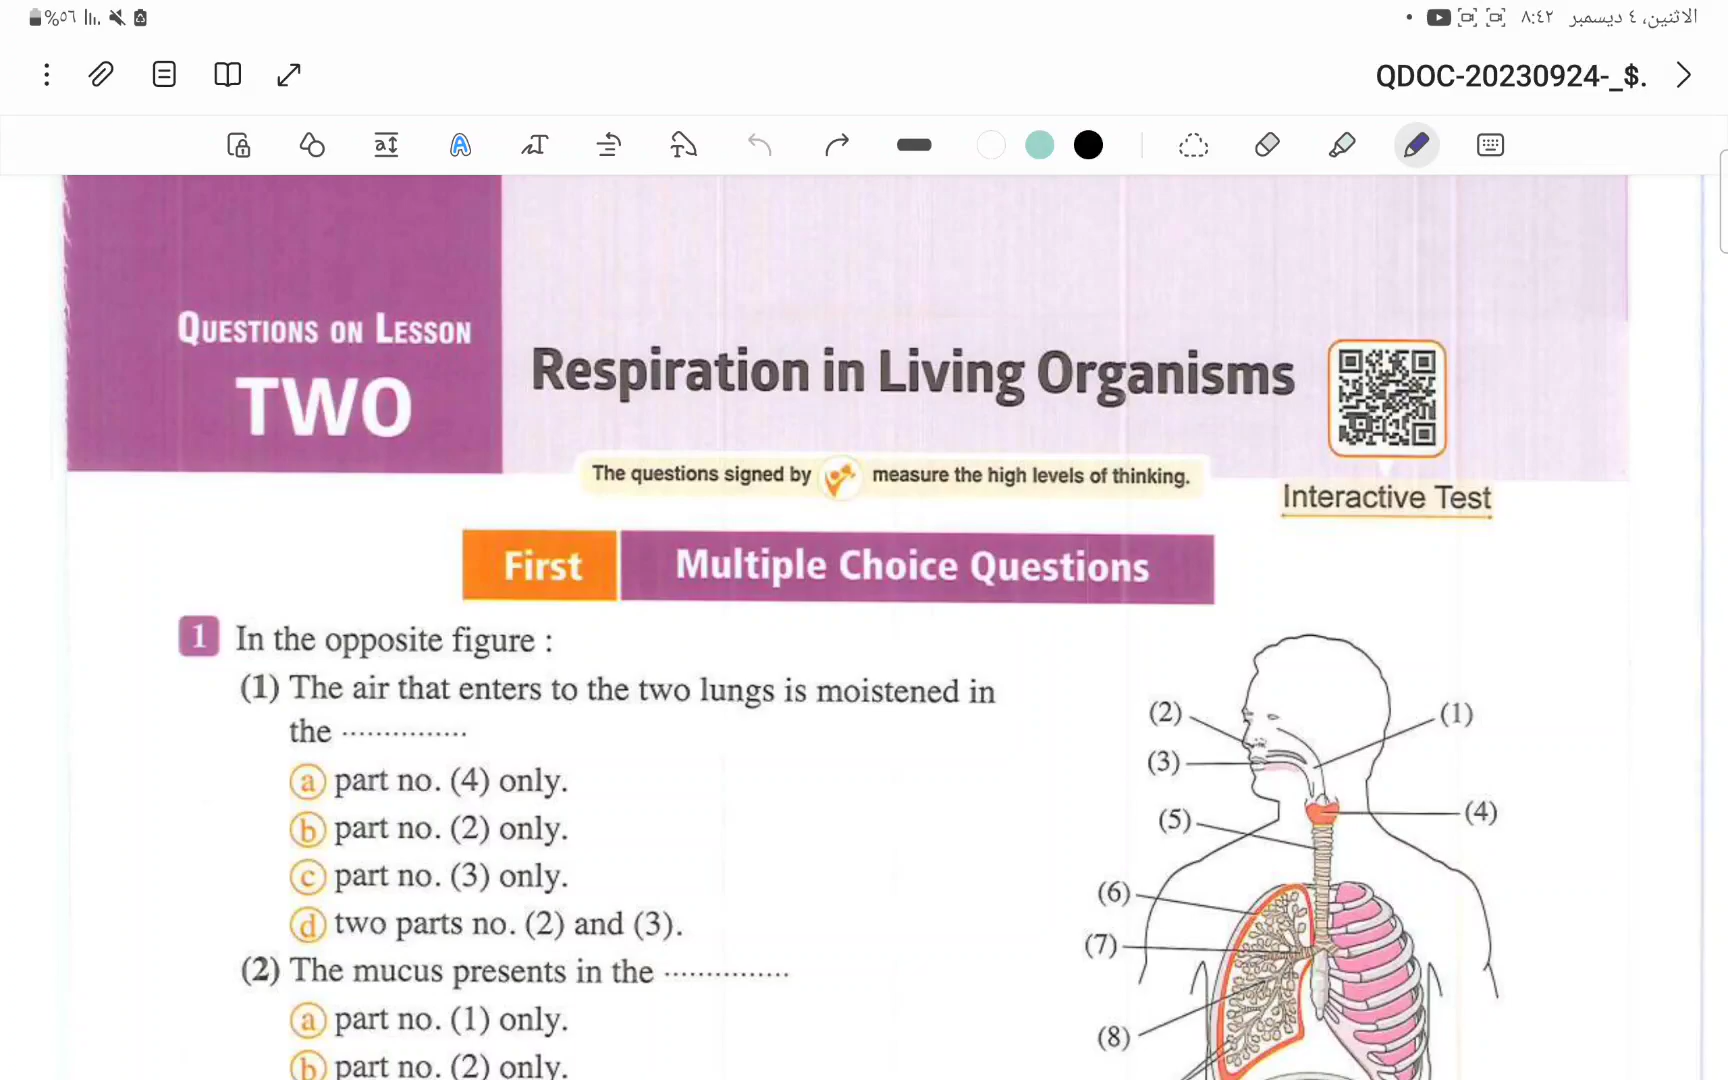 %٥٦
الاثنين، ٤ ديسمبر ٨:٤٢
QDOC-20230924-_$.
QUESTIONS ON LESSON
TWO
Respiration in Living Organisms
The questions signed by measure the high levels of thinking.
Interactive Test
First Multiple Choice Questions
1 In the opposite figure :
(1) The air that enters to the two lungs is moistened in
the ...............
a part no. (4) only.
b part no. (2) only.
c part no. (3) only.
d two parts no. (2) and (3).
(2) The mucus presents in the ...............
a part no. (1) only.
b part no. (2) only.
(2)
(1)
(3)
(4)
(5)
(6)
(7)
(8)